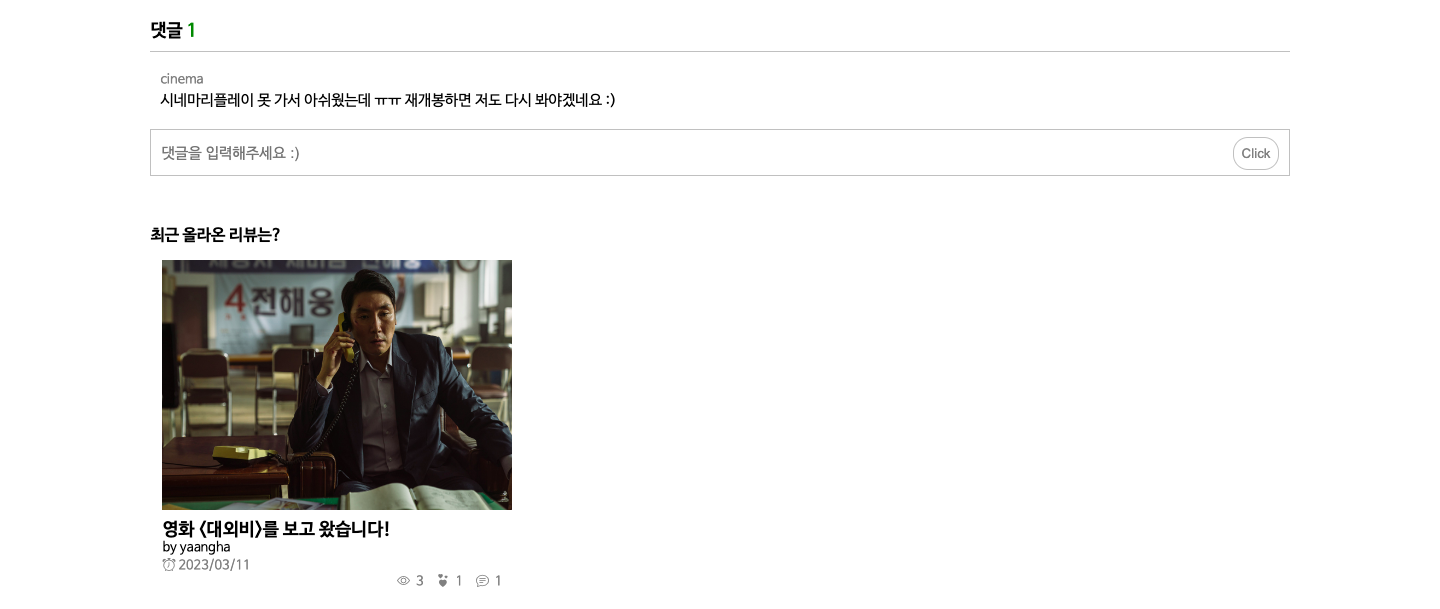 댓글 1
cinema
시네마리플레이 못 가서 아쉬웠는데 ㅠㅠ 재개봉하면 저도 다시 봐야겠네요 :)
댓글을 입력해주세요 :)
Click
최근 올라온 리뷰는?
4 전해웅
영화 <대외비>를 보고 왔습니다!
by yaangha
2023/03/11
3 1 1